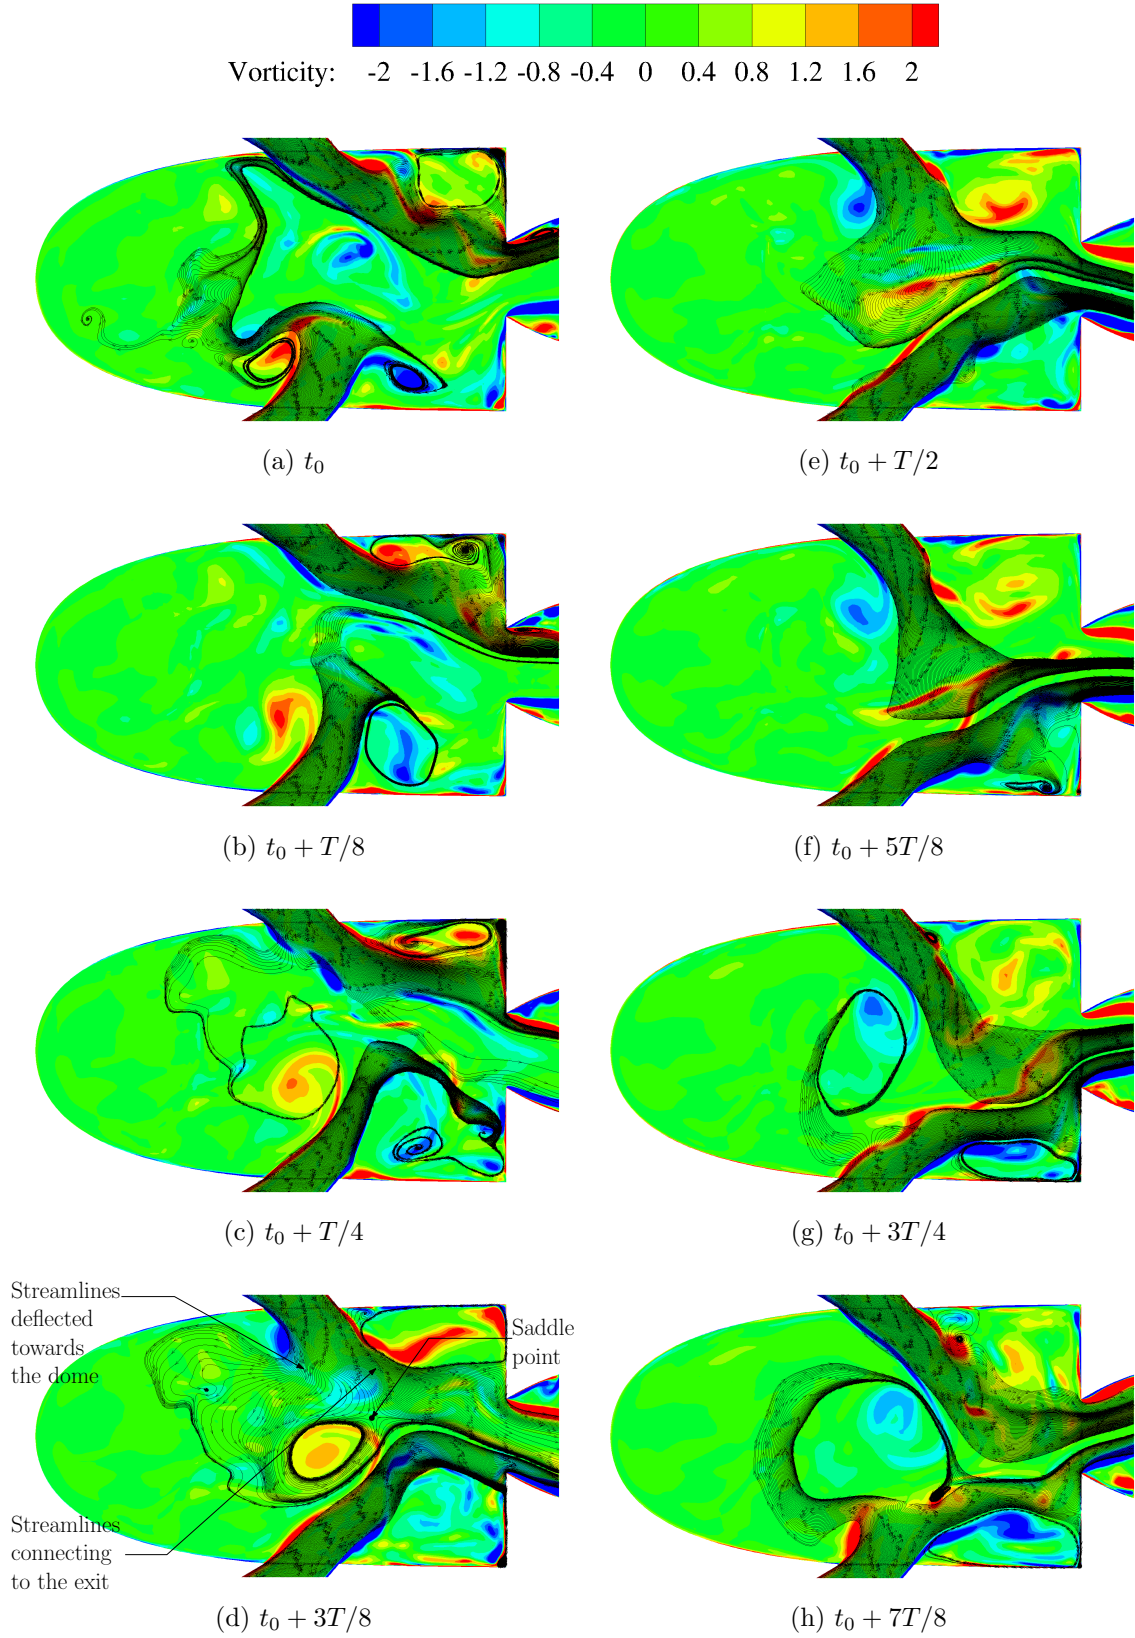 Vorticity: -2 -1.6 -1.2 -0.8 -0.4 0 0.4 0.8 1.2 1.6 2
(a) t₀
(e) t₀ + T/2
(b) t₀ + T/8
(f) t₀ + 5T/8
(c) t₀ + T/4
(g) t₀ + 3T/4
Streamlines
deflected
towards
the dome
Saddle
point
Streamlines
connecting
to the exit
(d) t₀ + 3T/8
(h) t₀ + 7T/8